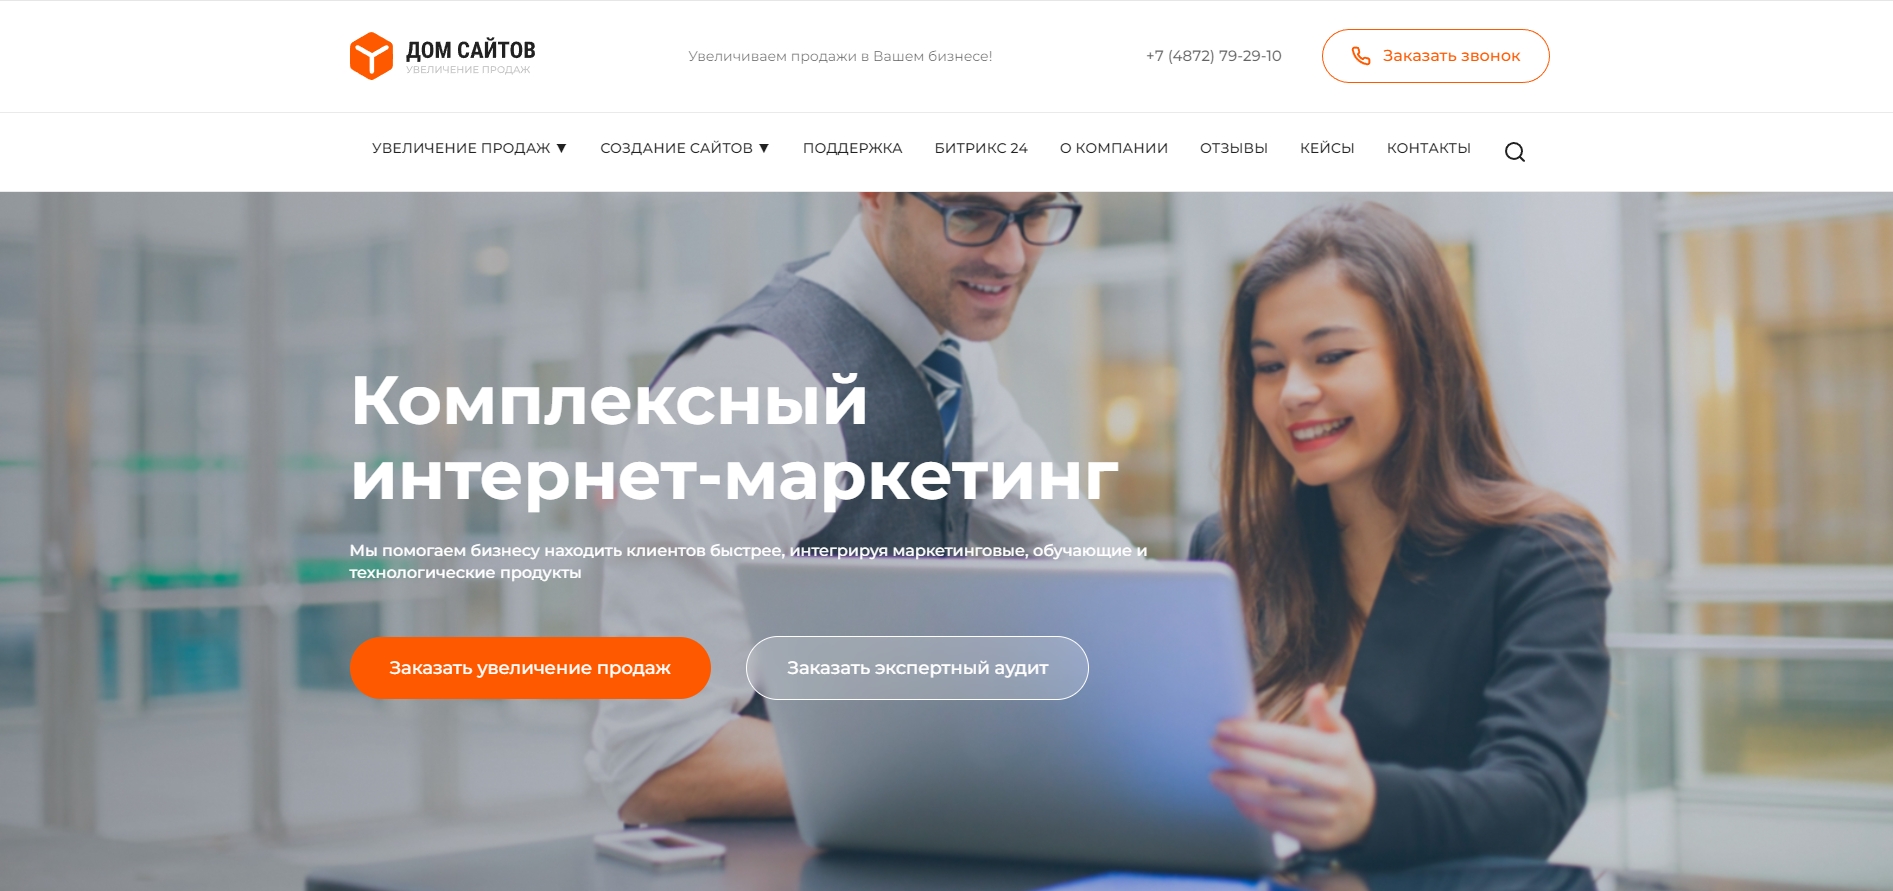 ДОМ САЙТОВ
УВЕЛИЧЕНИЕ ПРОДАЖ
Увеличиваем продажи в Вашем бизнесе!
+7 (4872) 79-29-10
Заказать звонок
УВЕЛИЧЕНИЕ ПРОДАЖ ▼ СОЗДАНИЕ САЙТОВ ▼ ПОДДЕРЖКА БИТРИКС 24 О КОМПАНИИ ОТЗЫВЫ КЕЙСЫ КОНТАКТЫ
Комплексный
интернет-маркетинг
Мы помогаем бизнесу находить клиентов быстрее, интегрируя маркетинговые, обучающие и
технологические продукты
Заказать увеличение продаж
Заказать экспертный аудит